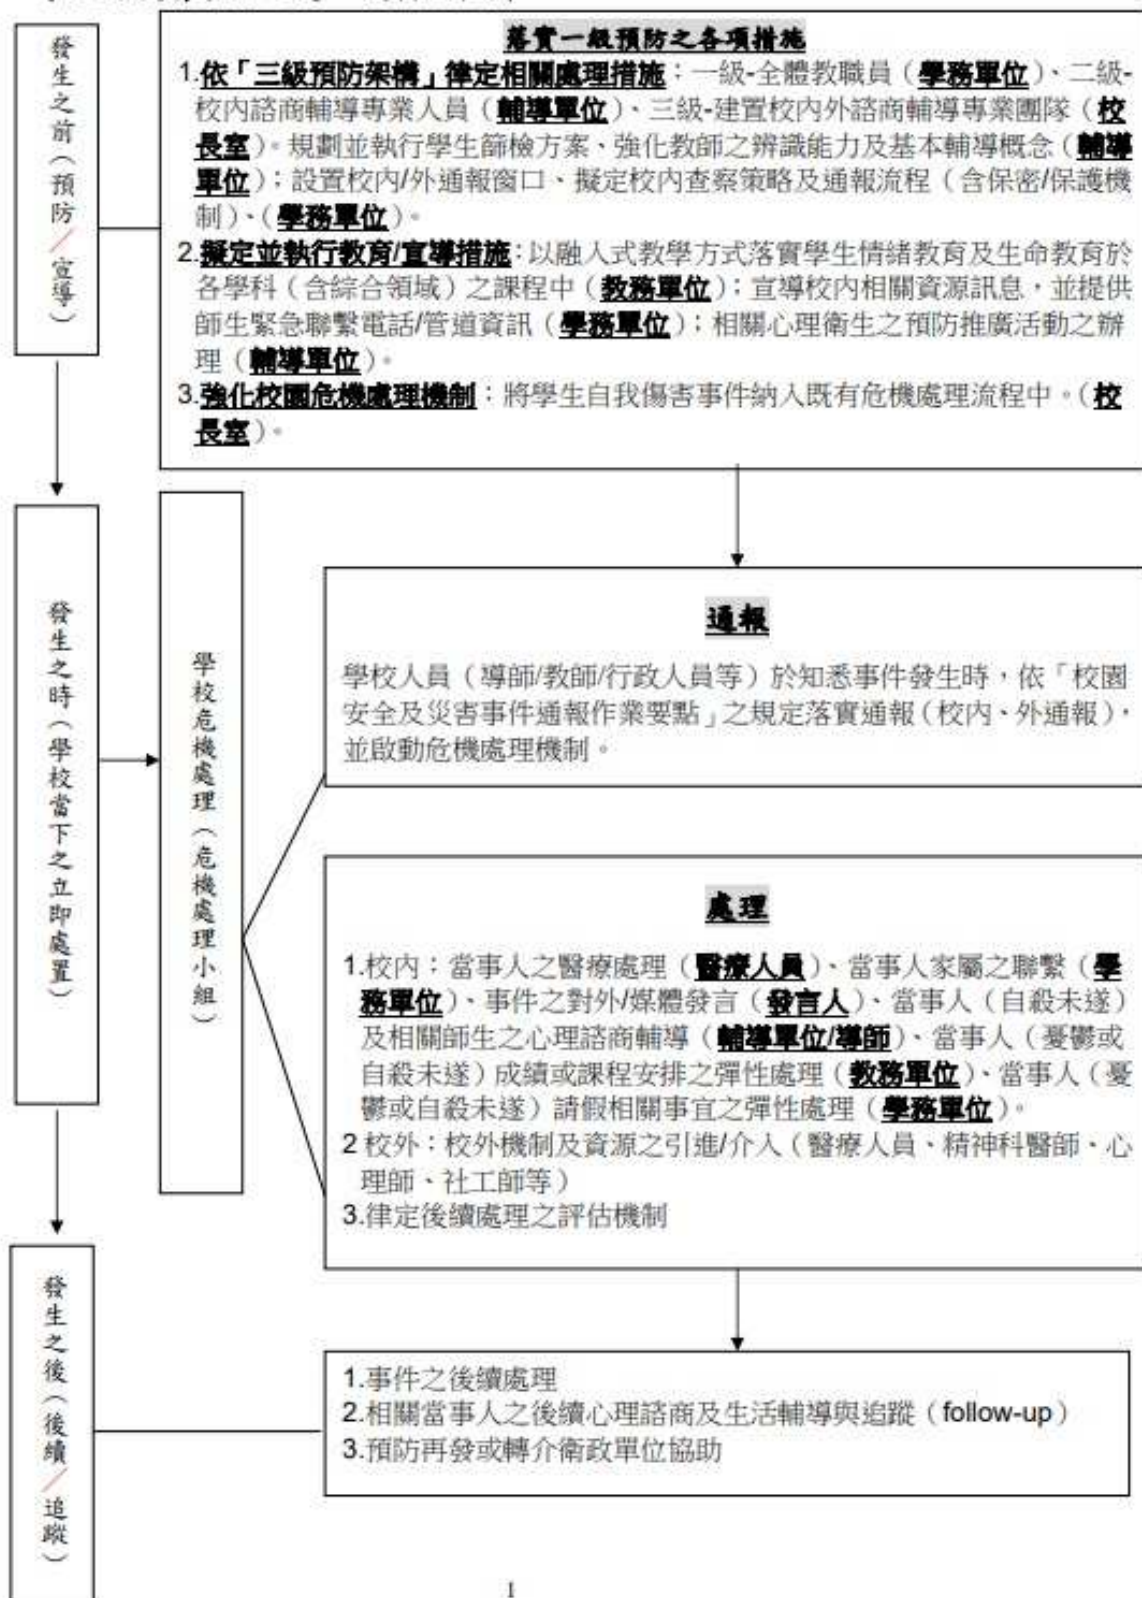 發生之前（預防／宣導）
落實一級預防之各項措施
1.依「三級預防架構」律定相關處理措施：一級-全體教職員（學務單位）、二級-
校內諮商輔導專業人員（輔導單位）、三級-建置校內外諮商輔導專業團隊（校
長室）。規劃並執行學生篩檢方案、強化教師之辨識能力及基本輔導概念（輔導
單位）；設置校內/外通報窗口、擬定校內查察策略及通報流程（含保密/保護機
制）、（學務單位）。
2.擬定並執行教育/宣導措施：以融入式教學方式落實學生情緒教育及生命教育於
各學科（含綜合領域）之課程中（教務單位）；宣導校內相關資源訊息，並提供
師生緊急聯繫電話/管道資訊（學務單位）；相關心理衛生之預防推廣活動之辦
理（輔導單位）。
3.強化校園危機處理機制：將學生自我傷害事件納入既有危機處理流程中。（校
長室）。
發生之時（學校當下之立即處置）
學校危機處理（危機處理小組）
通報
學校人員（導師/教師/行政人員等）於知悉事件發生時，依「校園
安全及災害事件通報作業要點」之規定落實通報（校內、外通報），
並啟動危機處理機制。
處理
1.校內：當事人之醫療處理（醫療人員）、當事人家屬之聯繫（學
務單位）、事件之對外/媒體發言（發言人）、當事人（自殺未遂）
及相關師生之心理諮商輔導（輔導單位/導師）、當事人（憂鬱或
自殺未遂）成績或課程安排之彈性處理（教務單位）、當事人（憂
鬱或自殺未遂）請假相關事宜之彈性處理（學務單位）。
2 校外：校外機制及資源之引進/介入（醫療人員、精神科醫師、心
理師、社工師等）
3.律定後續處理之評估機制
發生之後（後續／追蹤）
1.事件之後續處理
2.相關當事人之後續心理諮商及生活輔導與追蹤（follow-up）
3.預防再發或轉介衛政單位協助
1